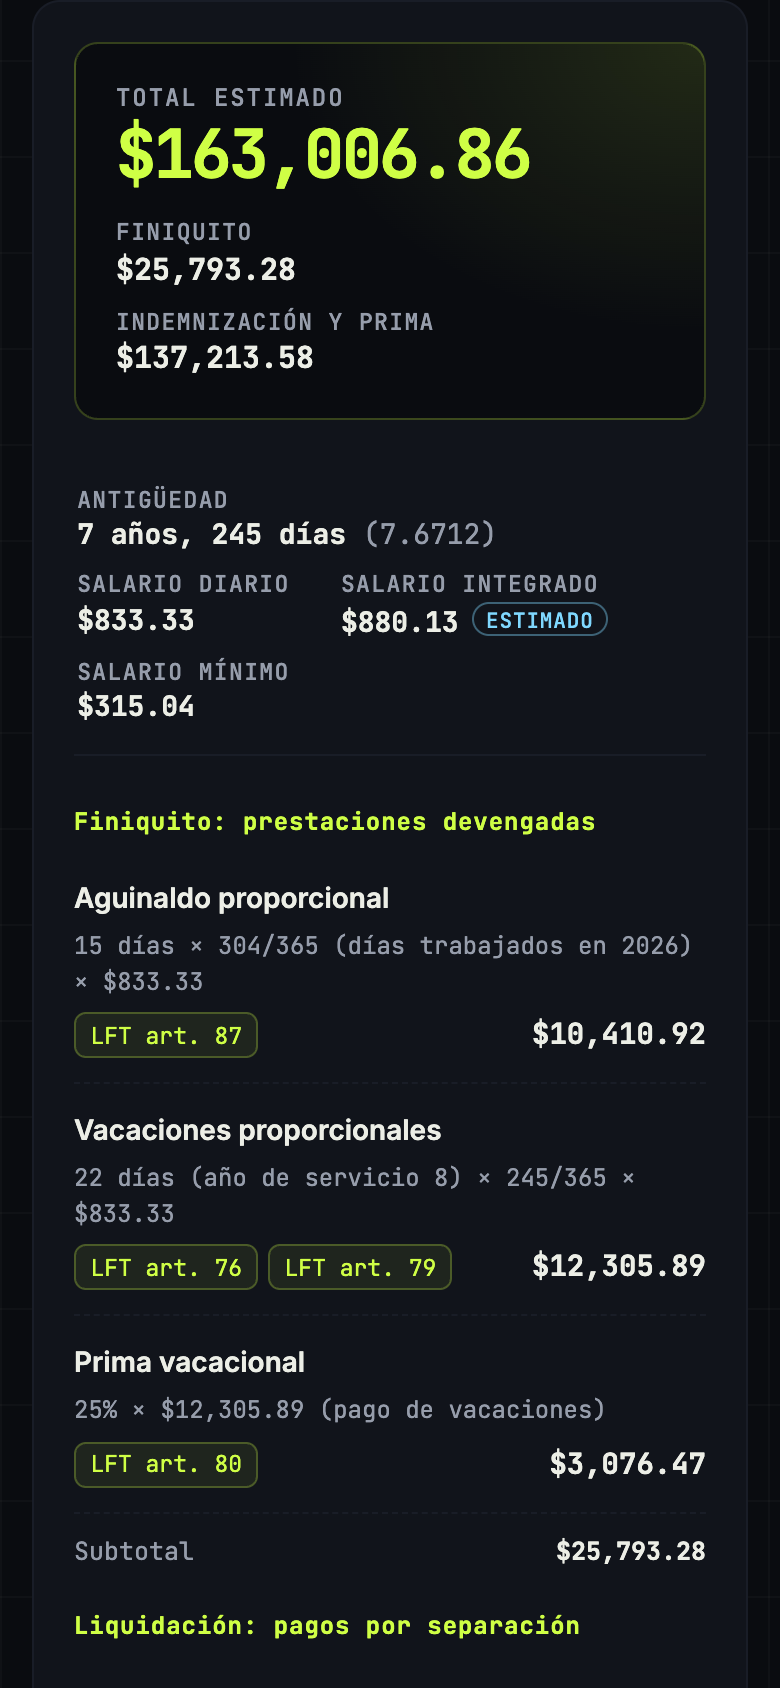 TOTAL ESTIMADO
$163,006.86
FINIQUITO
$25,793.28
INDEMNIZACIÓN Y PRIMA
$137,213.58
ANTIGÜEDAD
7 años, 245 días (7.6712)
SALARIO DIARIO
$833.33
SALARIO INTEGRADO
$880.13 ESTIMADO
SALARIO MÍNIMO
$315.04
Finiquito: prestaciones devengadas
Aguinaldo proporcional
15 días × 304/365 (días trabajados en 2026)
× $833.33
LFT art. 87 $10,410.92
Vacaciones proporcionales
22 días (año de servicio 8) × 245/365 ×
$833.33
LFT art. 76 LFT art. 79 $12,305.89
Prima vacacional
25% × $12,305.89 (pago de vacaciones)
LFT art. 80 $3,076.47
Subtotal $25,793.28
Liquidación: pagos por separación